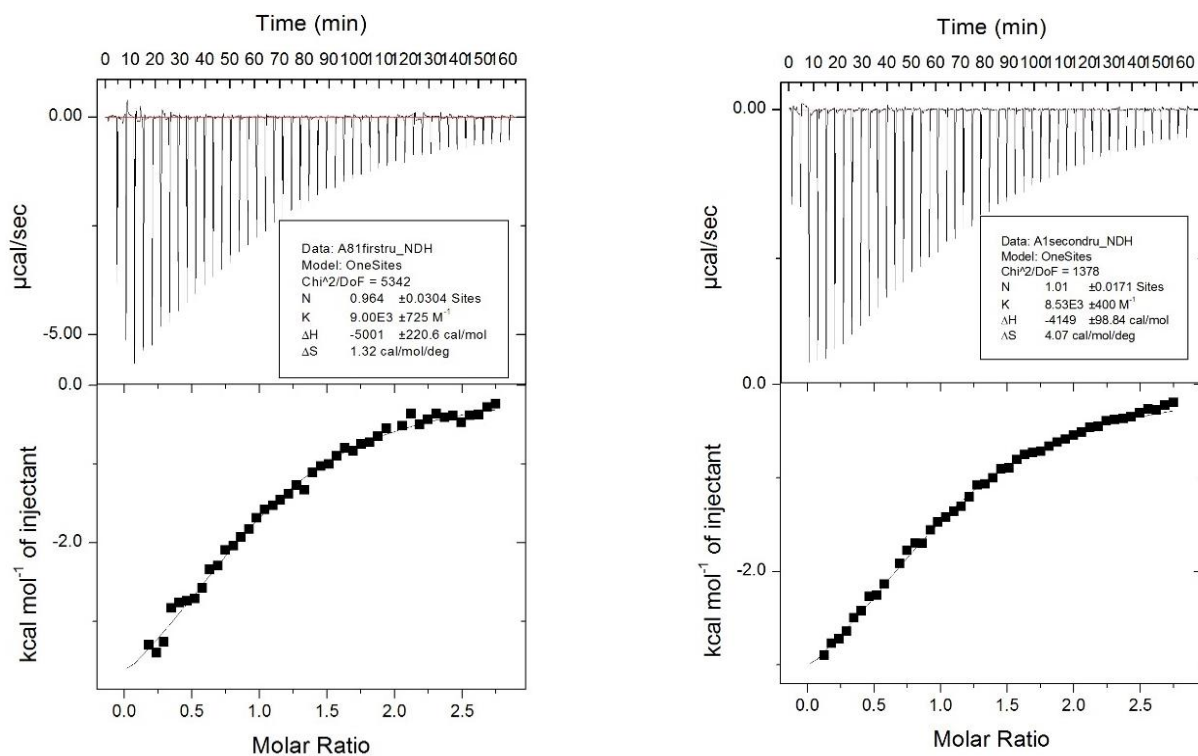 Time (min)
0 10 20 30 40 50 60 70 80 90 100 110 120 130 140 150 160
0.00
-5.00
µcal/sec
Data: A81firstru_NDH
Model: OneSites
Chi^2/DoF = 5342
N 0.964 ±0.0304 Sites
K 9.00E3 ±725 M⁻¹
ΔH -5001 ±220.6 cal/mol
ΔS 1.32 cal/mol/deg
0.0
-2.0
kcal mol⁻¹ of injectant
0.0 0.5 1.0 1.5 2.0 2.5
Molar Ratio
Time (min)
0 10 20 30 40 50 60 70 80 90 100 110 120 130 140 150 160
0.00
µcal/sec
Data: A1secondru_NDH
Model: OneSites
Chi^2/DoF = 1378
N 1.01 ±0.0171 Sites
K 8.53E3 ±400 M⁻¹
ΔH -4149 ±98.84 cal/mol
ΔS 4.07 cal/mol/deg
0.0
-2.0
kcal mol⁻¹ of injectant
0.0 0.5 1.0 1.5 2.0 2.5
Molar Ratio